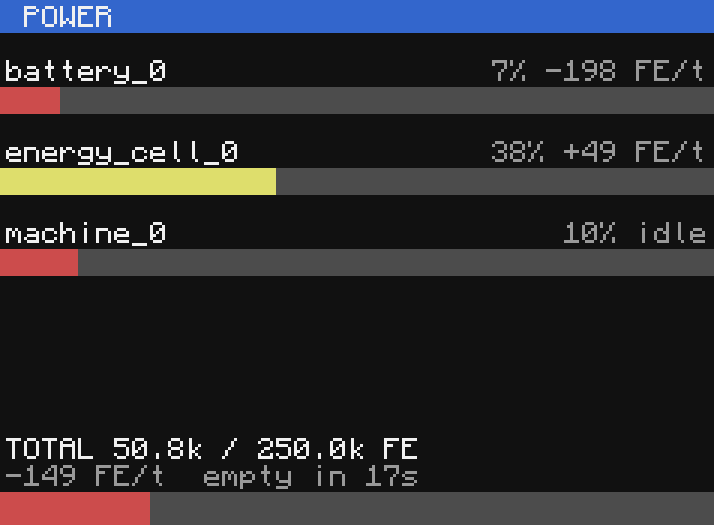 POWER
battery_0 7% -198 FE/t
energy_cell_0 38% +49 FE/t
machine_0 10% idle
TOTAL 50.8k / 250.0k FE
-149 FE/t empty in 17s